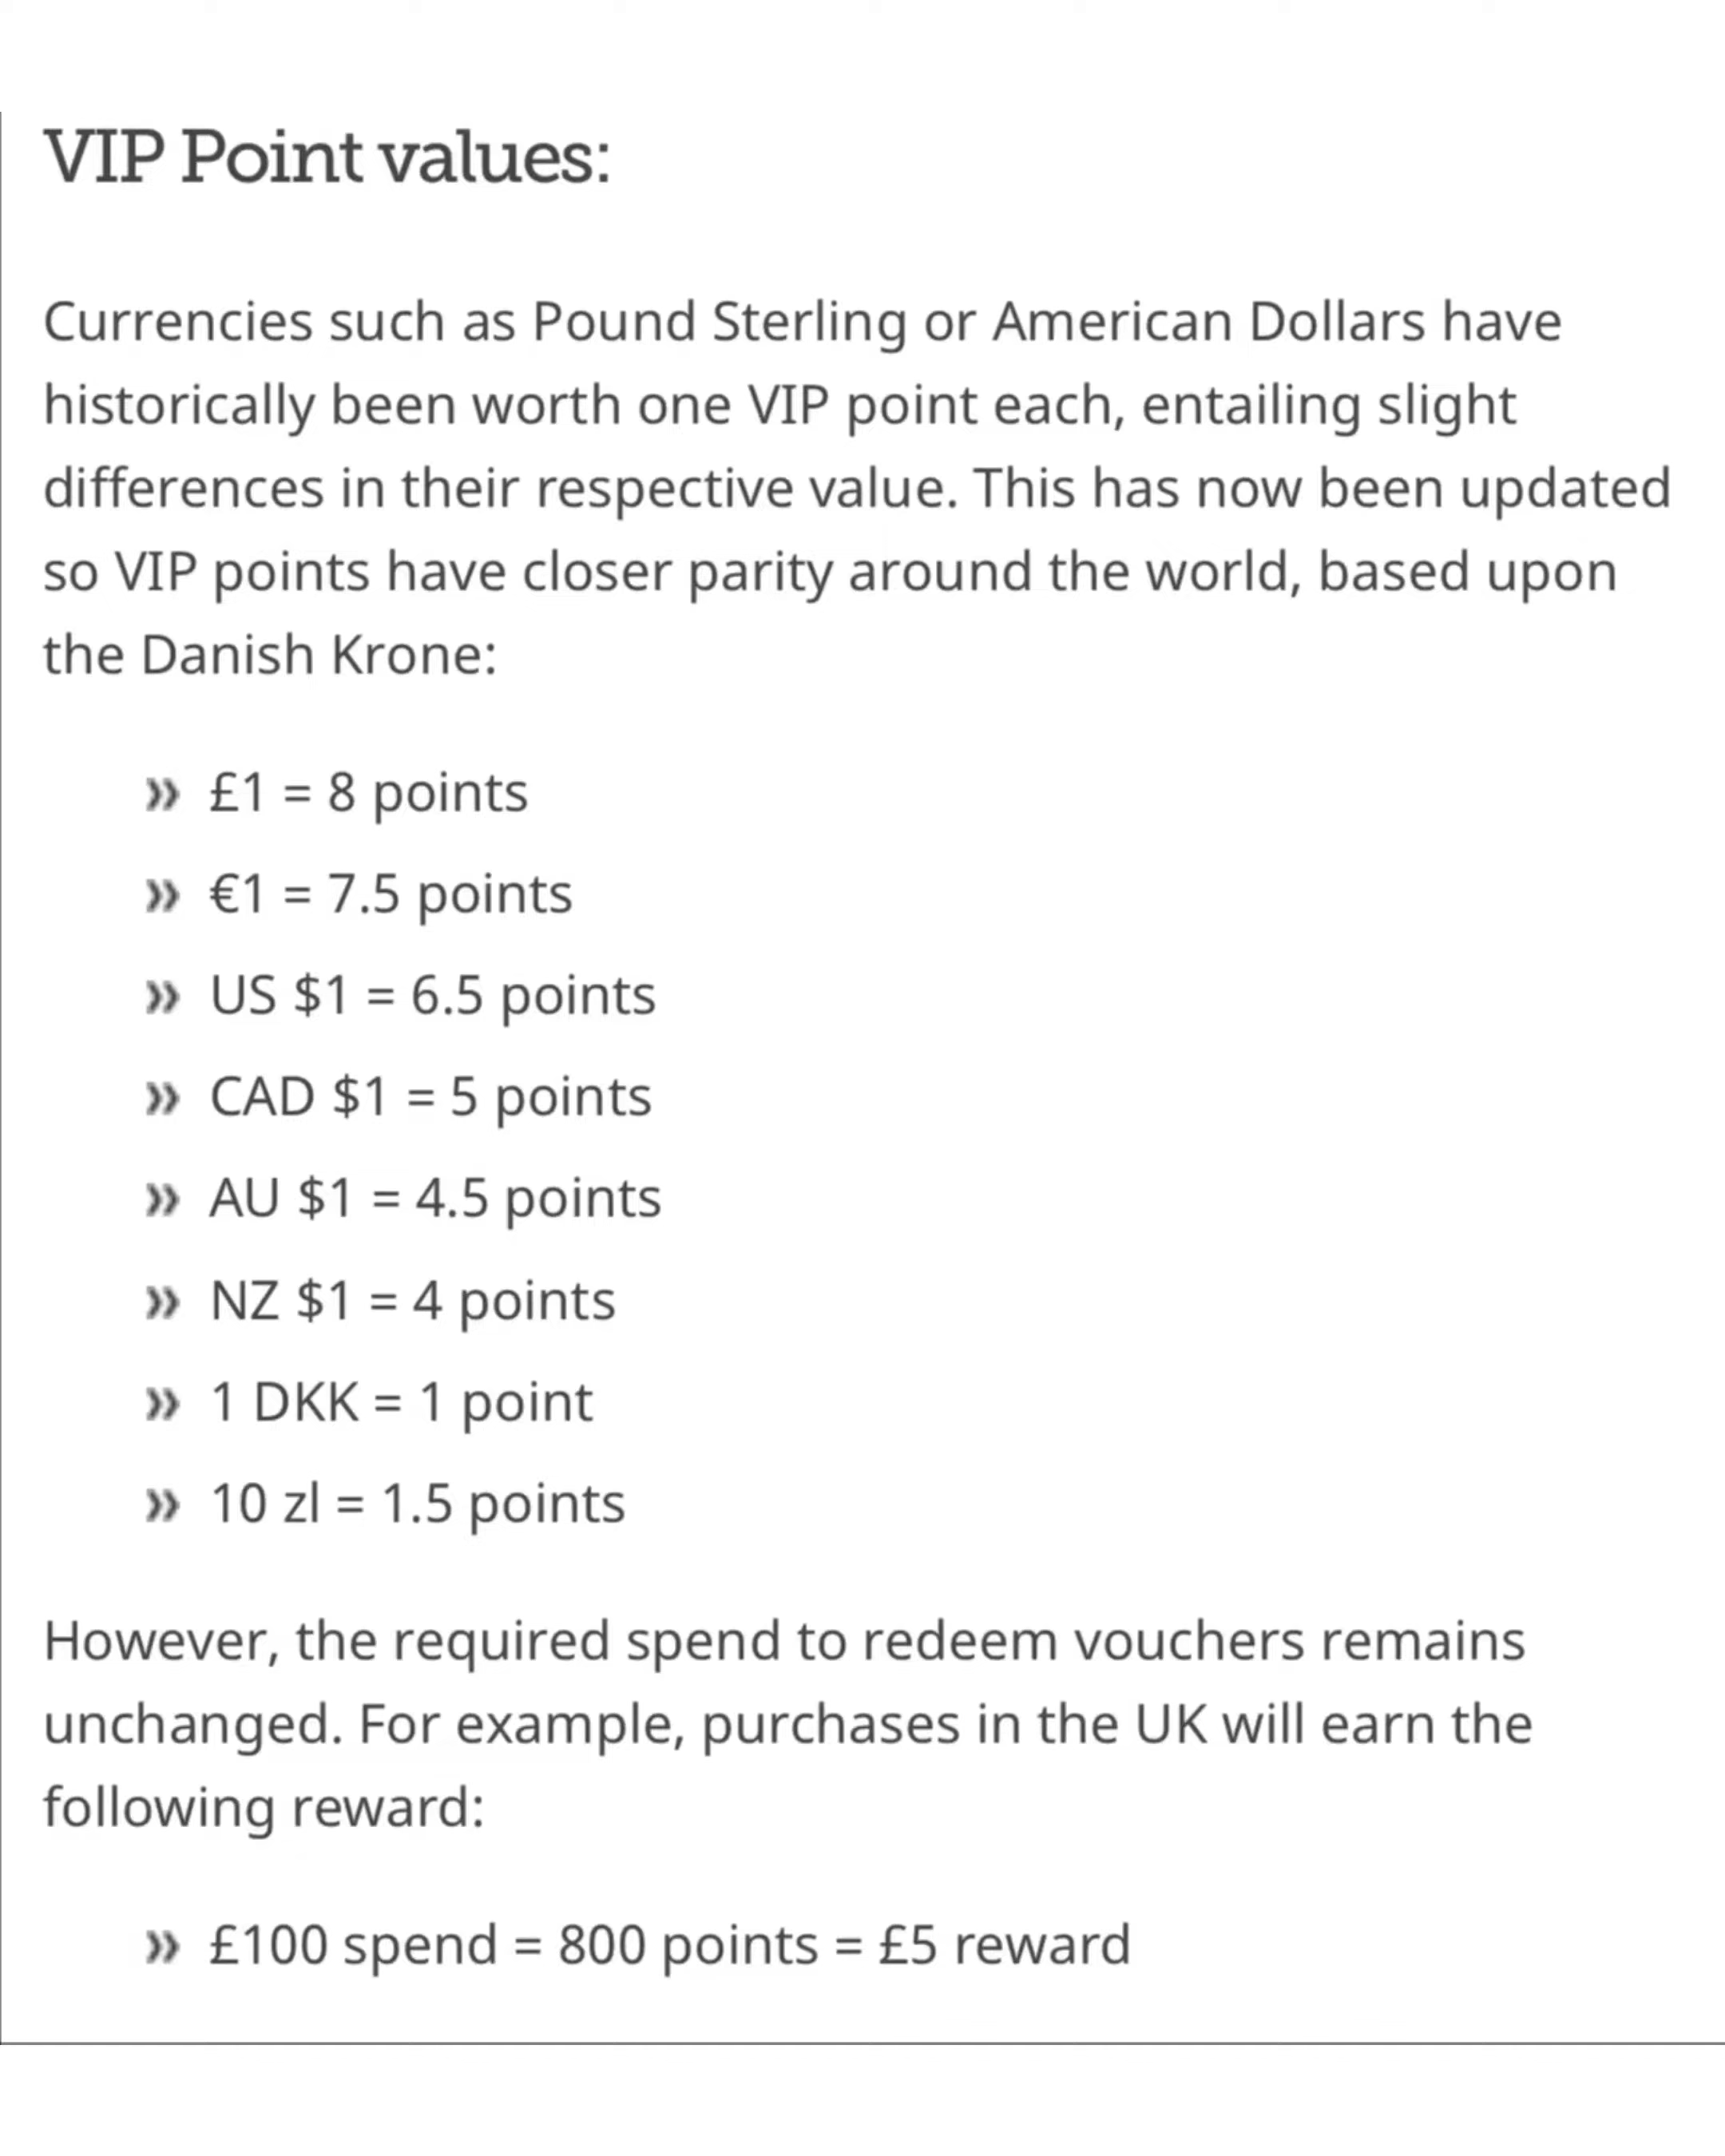 VIP Point values:
Currencies such as Pound Sterling or American Dollars have
historically been worth one VIP point each, entailing slight
differences in their respective value. This has now been updated
so VIP points have closer parity around the world, based upon
the Danish Krone:
» £1 = 8 points
» €1 = 7.5 points
» US $1 = 6.5 points
» CAD $1 = 5 points
» AU $1 = 4.5 points
» NZ $1 = 4 points
» 1 DKK = 1 point
» 10 zl = 1.5 points
However, the required spend to redeem vouchers remains
unchanged. For example, purchases in the UK will earn the
following reward:
» £100 spend = 800 points = £5 reward